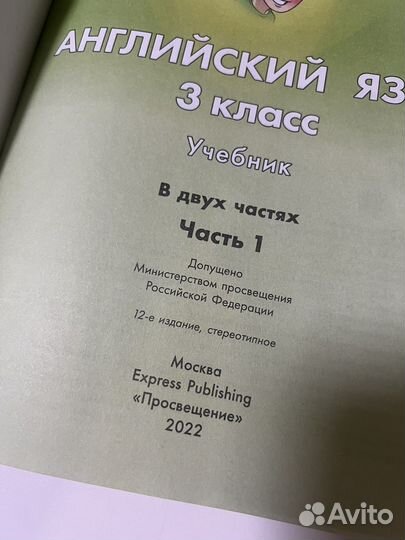 АНГЛИЙСКИЙ ЯЗ
3 класс
Учебник
В двух частях
Часть 1
Допущено
Министерством просвещения
Российской Федерации
12-е издание, стереотипное
Москва
Express Publishing
«Просвещение»
2022
Avito